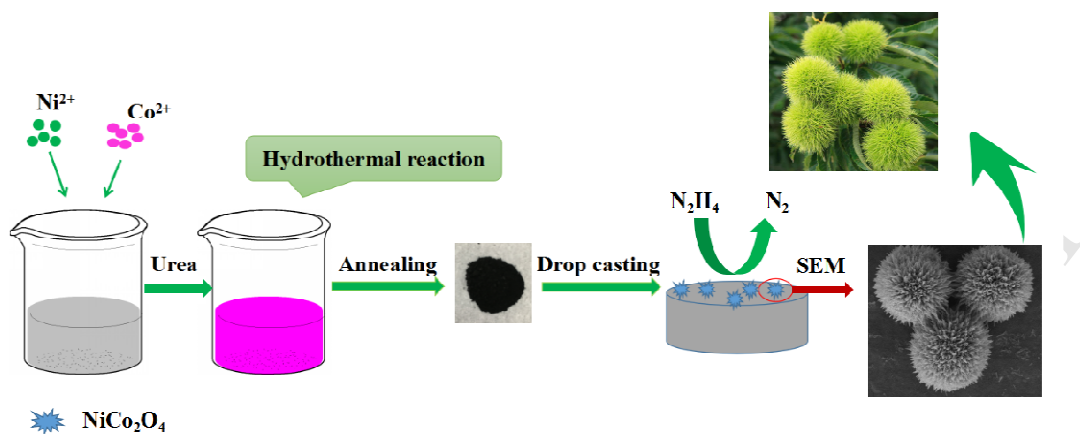 Ni²⁺
Co²⁺
Hydrothermal reaction
N₂H₄
N₂
Urea
Annealing
Drop casting
SEM
NiCo₂O₄